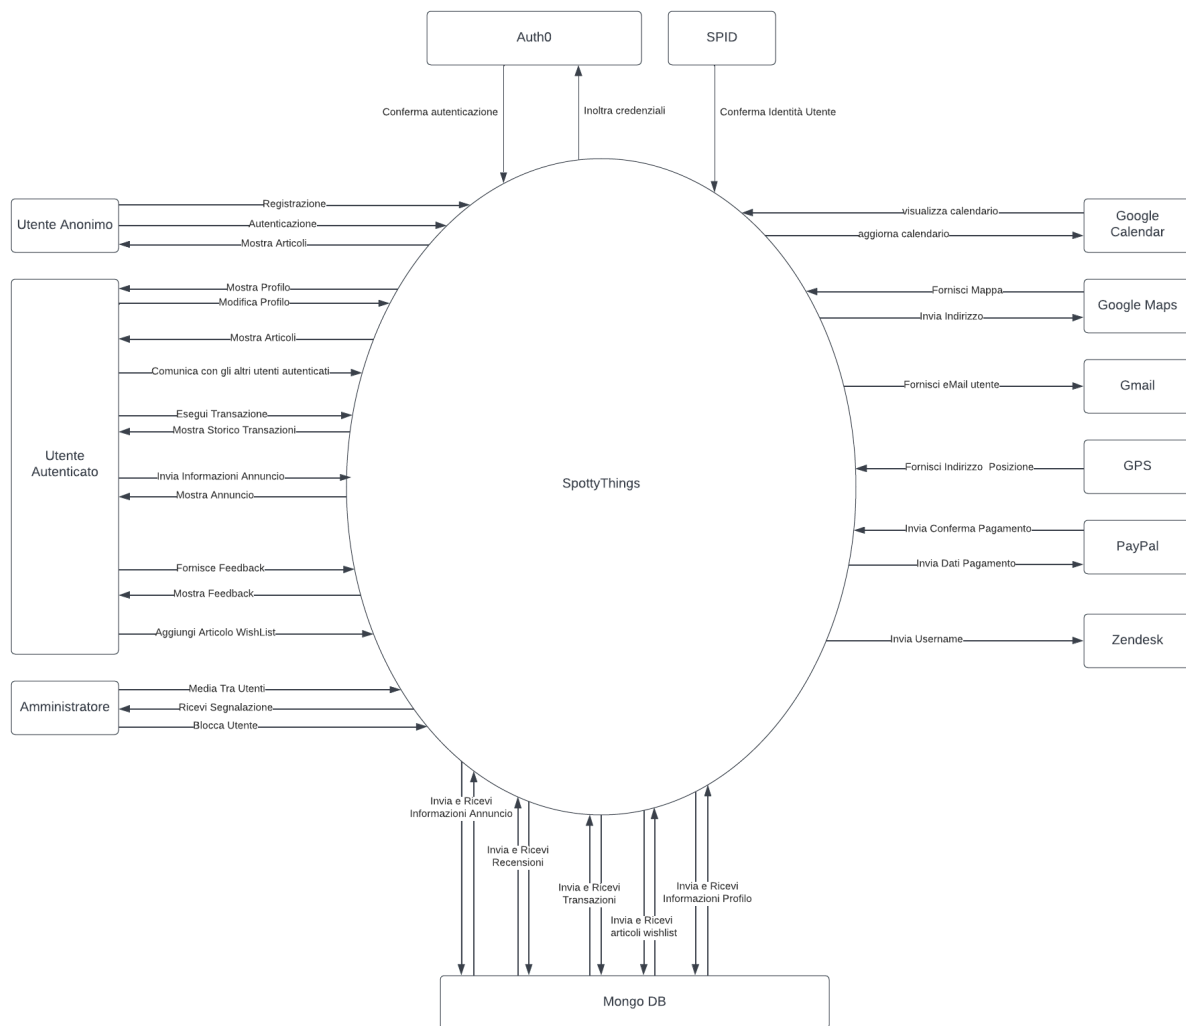 Auth0
SPID
Conferma autenticazione
Inoltra credenziali
Conferma Identità Utente
Utente Anonimo
Registrazione
Autenticazione
Mostra Articoli
visualizza calendario
aggiorna calendario
Google
Calendar
Mostra Profilo
Modifica Profilo
Mostra Articoli
Comunica con gli altri utenti autenticati
Esegui Transazione
Mostra Storico Transazioni
Utente
Autenticato
Invia Informazioni Annuncio
Mostra Annuncio
Fornisce Feedback
Mostra Feedback
Aggiungi Articolo WishList
SpottyThings
Fornisci Mappa
Invia Indirizzo
Google Maps
Fornisci eMail utente
Gmail
Fornisci Indirizzo  Posizione
GPS
Invia Conferma Pagamento
Invia Dati Pagamento
PayPal
Invia Username
Zendesk
Amministratore
Media Tra Utenti
Ricevi Segnalazione
Blocca Utente
Invia e Ricevi
Informazioni Annuncio
Invia e Ricevi
Recensioni
Invia e Ricevi
Transazioni
Invia e Ricevi
articoli wishlist
Invia e Ricevi
Informazioni Profilo
Mongo DB